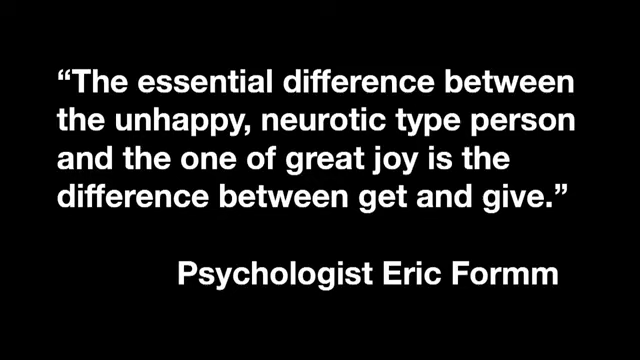 “The essential difference between
the unhappy, neurotic type person
and the one of great joy is the
difference between get and give.”
Psychologist Eric Formm